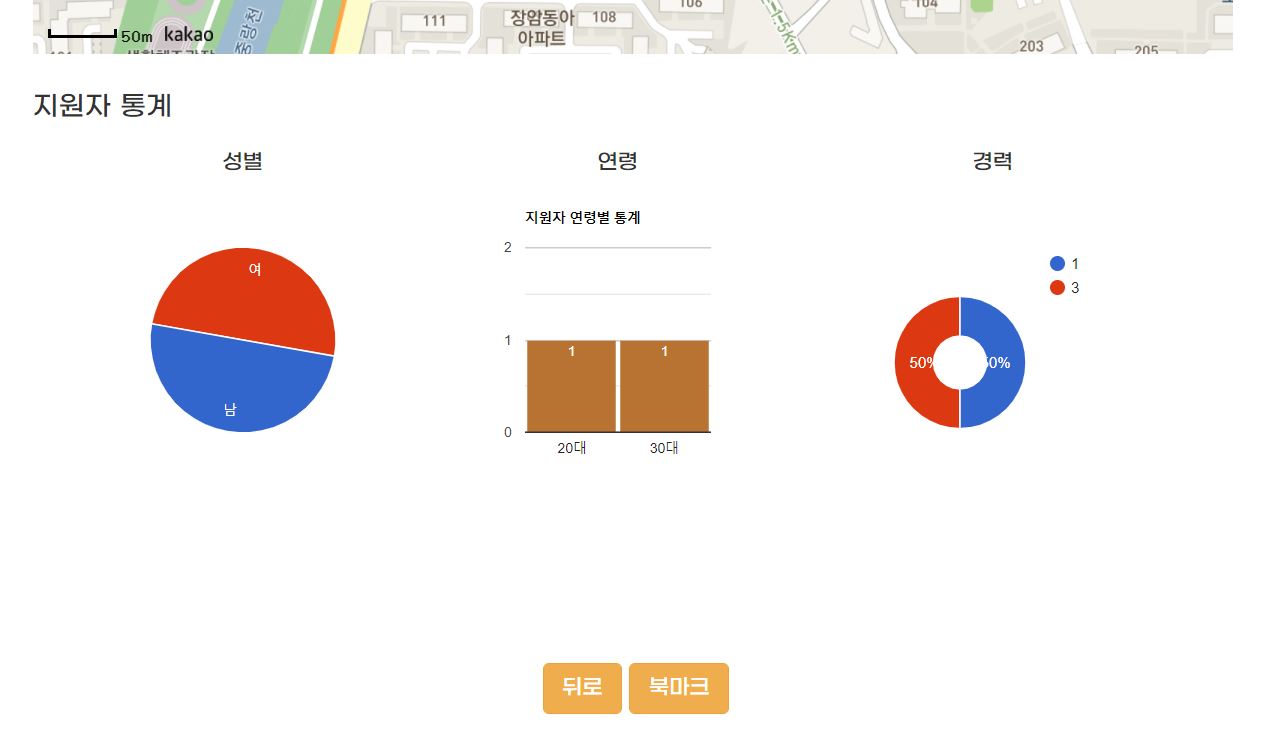 106
104
111
장암동아
아파트
108
1.5Km
203
205
중랑천
50m kakao
지원자 통계
성별
연령
경력
여
남
지원자 연령별 통계
2
1
0
1
1
20대
30대
1
3
50%
50%
뒤로
북마크